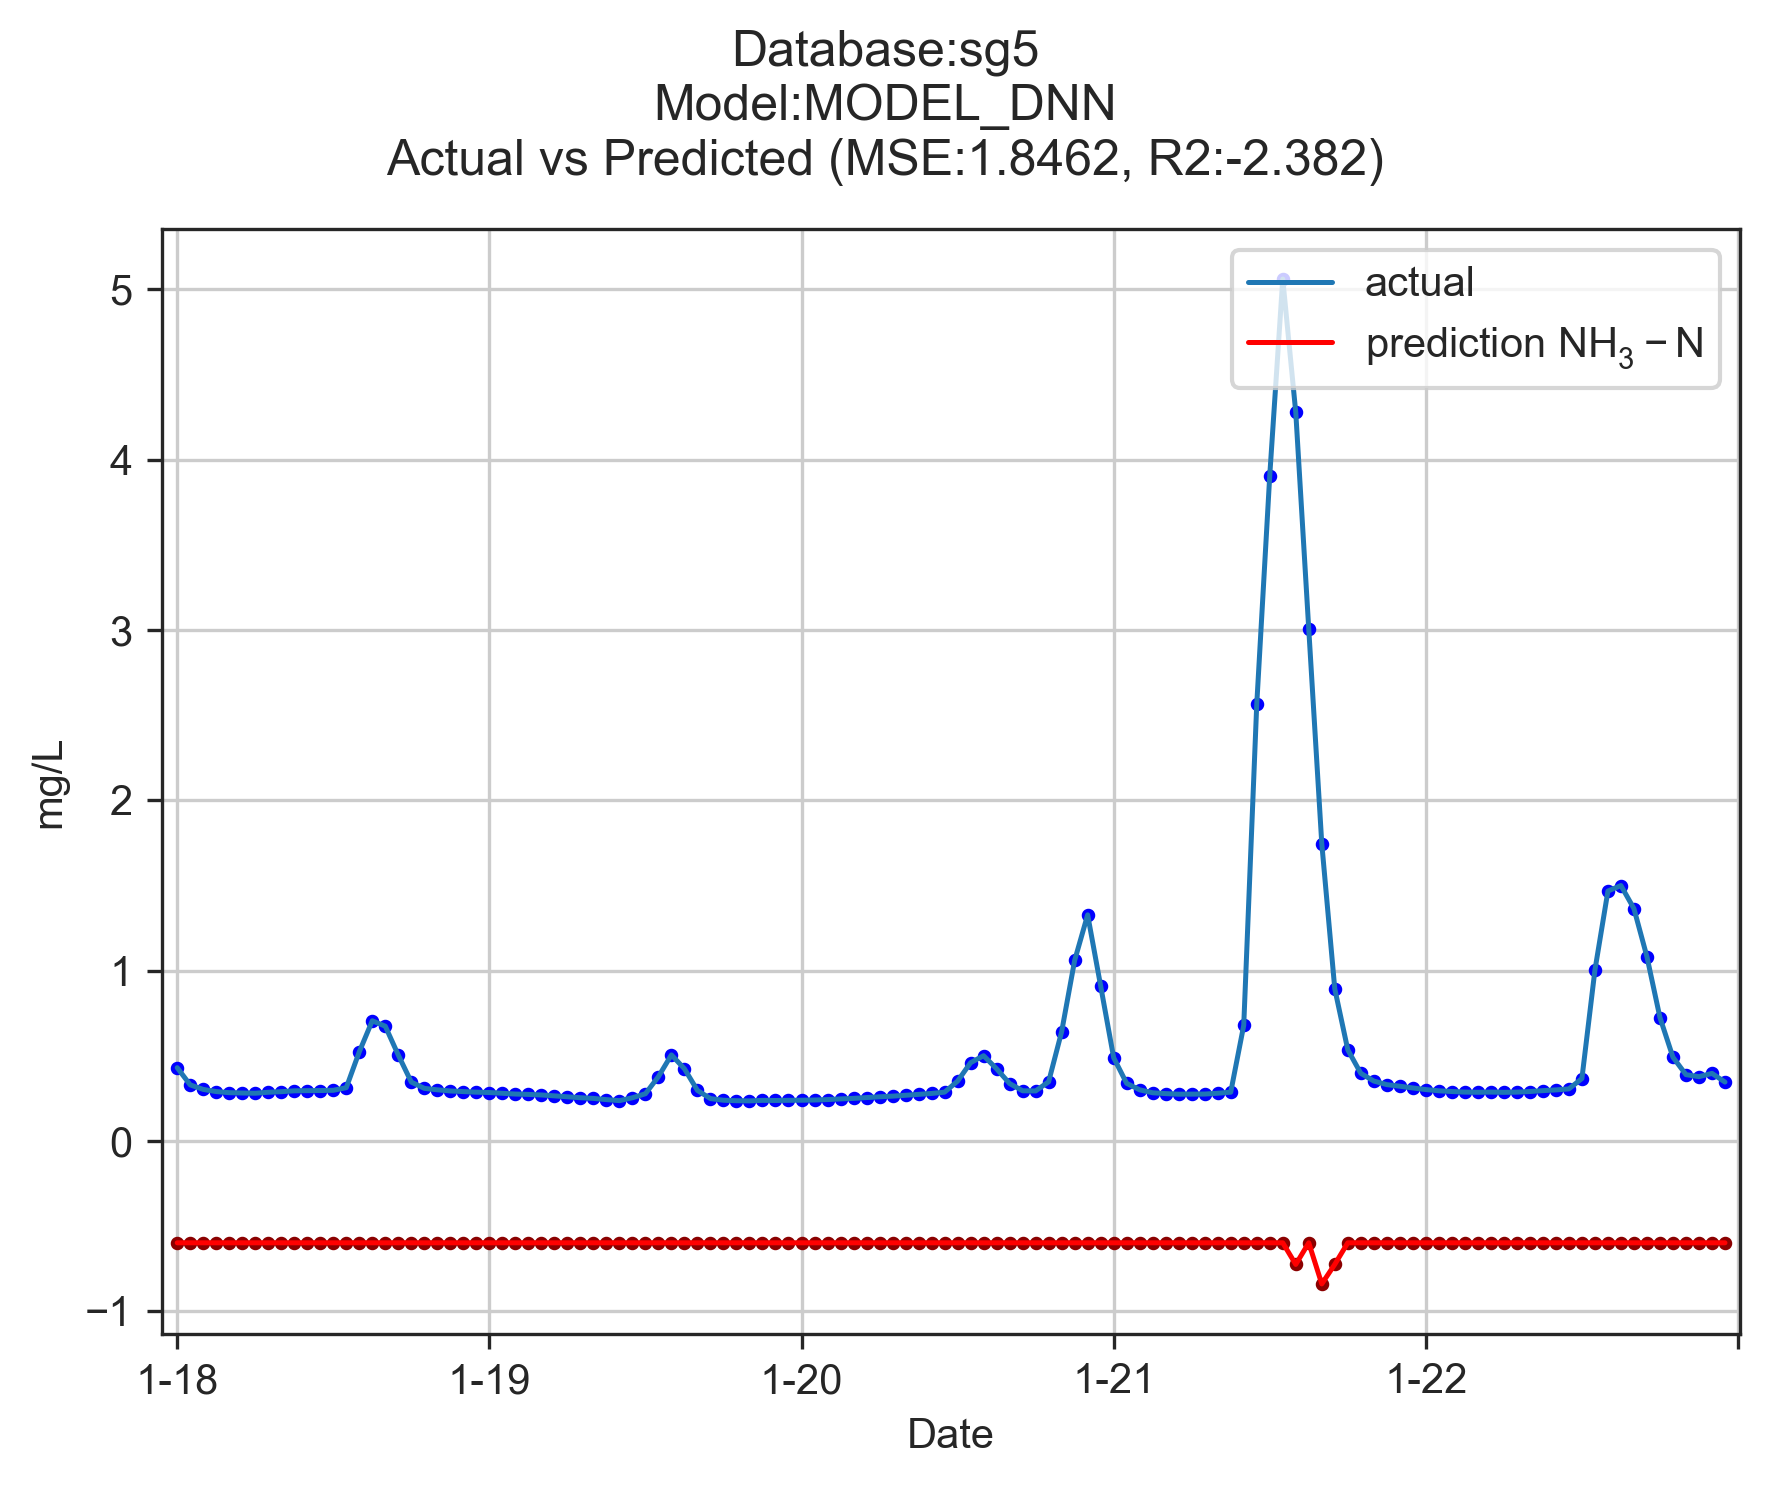 Database:sg5
Model:MODEL_DNN
Actual vs Predicted (MSE:1.8462, R2:-2.382)
actual
prediction NH₃ − N
5
4
3
2
1
0
−1
mg/L
1-18 1-19 1-20 1-21 1-22
Date